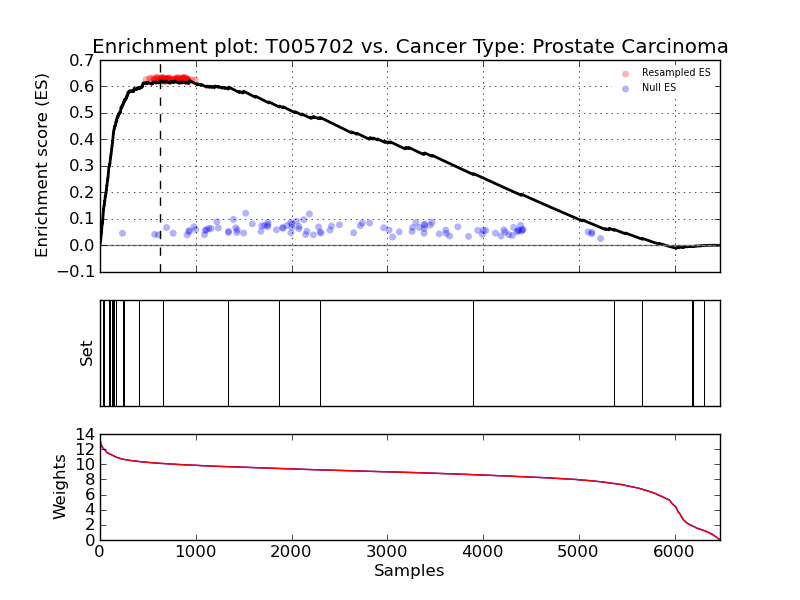 Enrichment plot: T005702 vs. Cancer Type: Prostate Carcinoma
0.7
0.6
0.5
0.4
0.3
0.2
0.1
0.0
−0.1
Enrichment score (ES)
Resampled ES
Null ES
Set
14
12
10
8
6
4
2
0
Weights
0 1000 2000 3000 4000 5000 6000
Samples